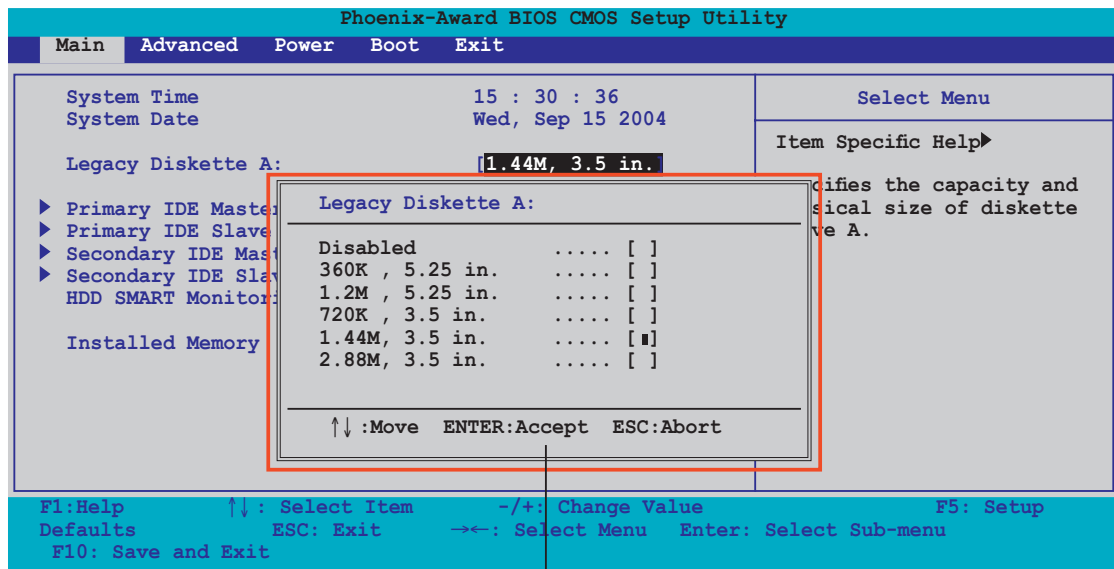 Phoenix-Award BIOS CMOS Setup Utility
Main Advanced Power Boot Exit
System Time 15 : 30 : 36
System Date Wed, Sep 15 2004
Legacy Diskette A: [1.44M, 3.5 in.]
Primary IDE Master
Primary IDE Slave
Secondary IDE Mast
Secondary IDE Slav
HDD SMART Monitori
Installed Memory
Legacy Diskette A:
Disabled ..... [ ]
360K , 5.25 in. ..... [ ]
1.2M , 5.25 in. ..... [ ]
720K , 3.5 in. ..... [ ]
1.44M, 3.5 in. ..... [∎]
2.88M, 3.5 in. ..... [ ]
↑↓ :Move ENTER:Accept ESC:Abort
Select Menu
Item Specific Help▶
cifies the capacity and
sical size of diskette
ve A.
F1:Help ↑↓ : Select Item -/+: Change Value F5: Setup
Defaults ESC: Exit →←: Select Menu Enter: Select Sub-menu
F10: Save and Exit